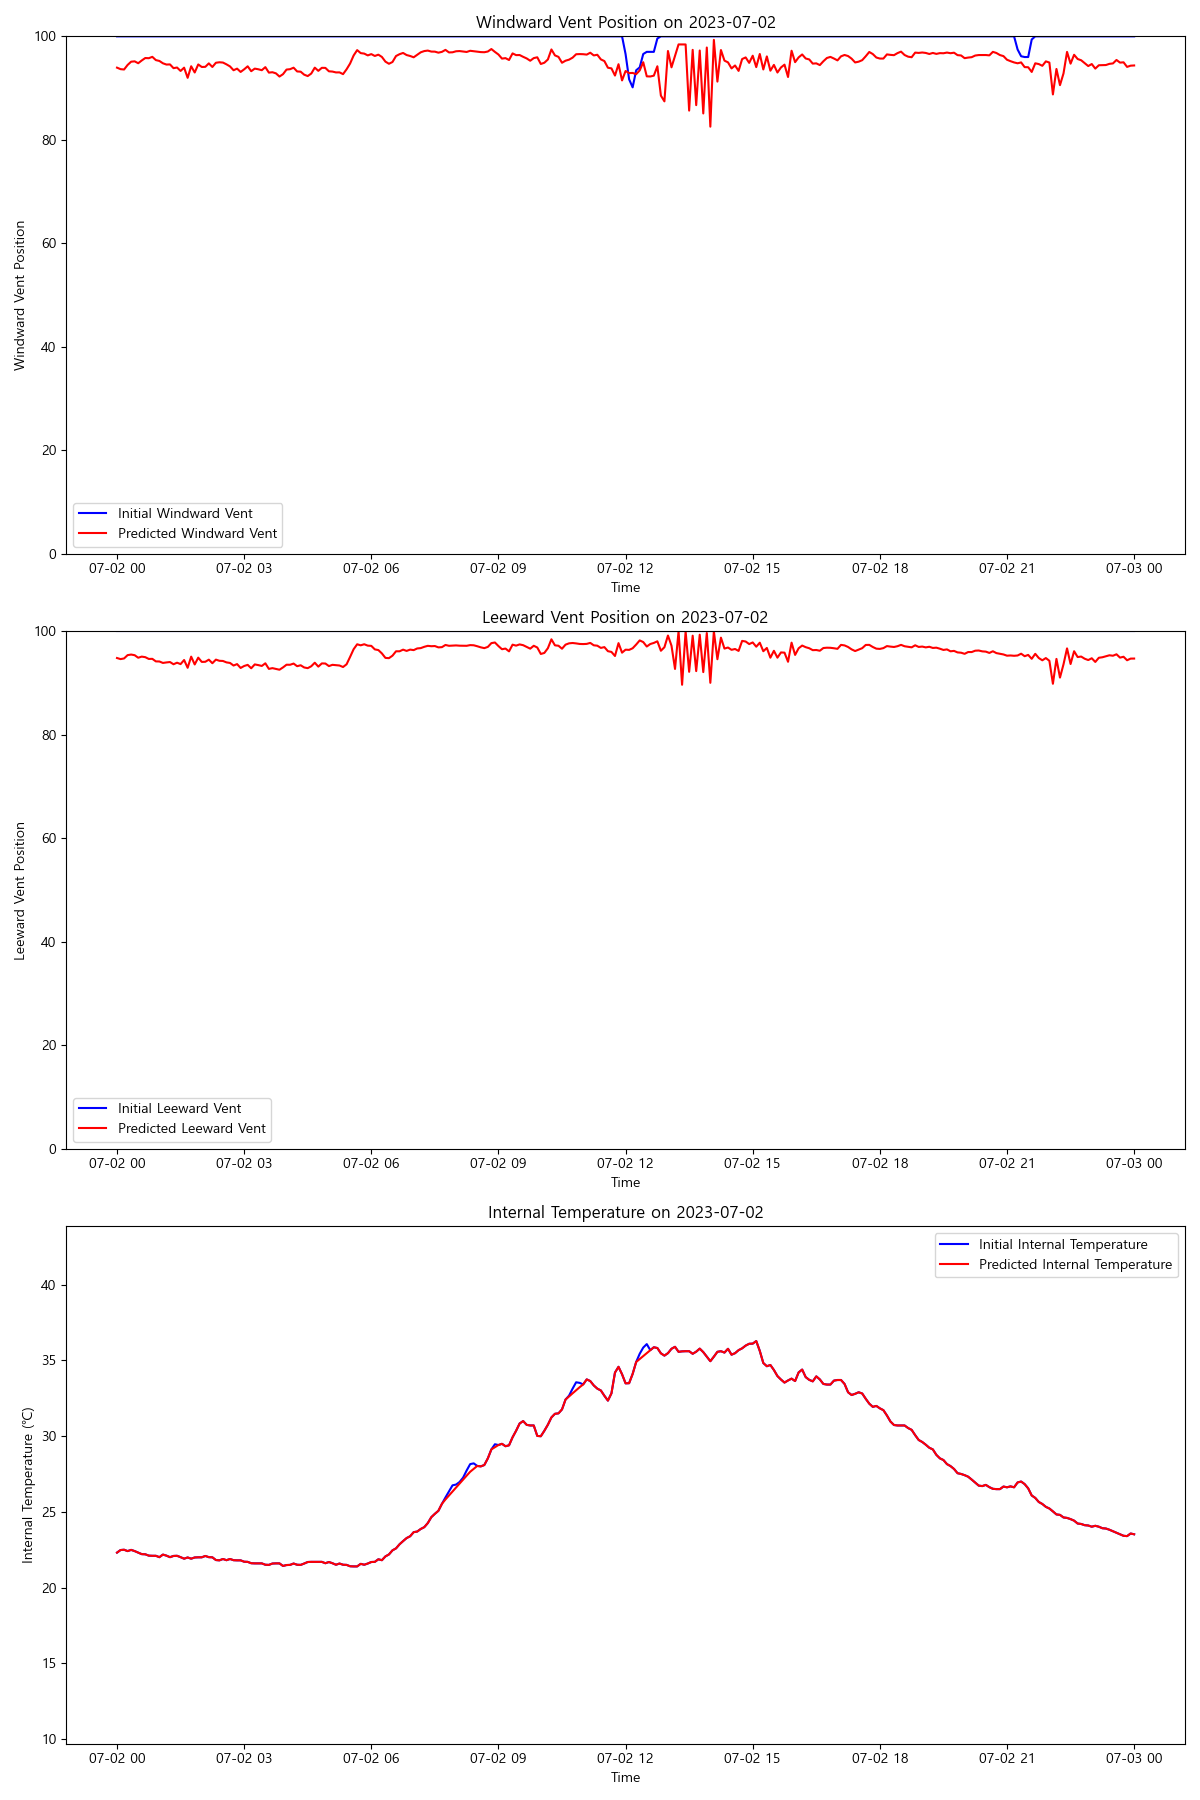 Windward Vent Position on 2023-07-02
100
80
60
40
20
0
Windward Vent Position
Initial Windward Vent
Predicted Windward Vent
07-02 00 07-02 03 07-02 06 07-02 09 07-02 12 07-02 15 07-02 18 07-02 21 07-03 00
Time
Leeward Vent Position on 2023-07-02
100
80
60
40
20
0
Leeward Vent Position
Initial Leeward Vent
Predicted Leeward Vent
07-02 00 07-02 03 07-02 06 07-02 09 07-02 12 07-02 15 07-02 18 07-02 21 07-03 00
Time
Internal Temperature on 2023-07-02
Initial Internal Temperature
Predicted Internal Temperature
40
35
30
25
20
15
10
Internal Temperature (℃)
07-02 00 07-02 03 07-02 06 07-02 09 07-02 12 07-02 15 07-02 18 07-02 21 07-03 00
Time